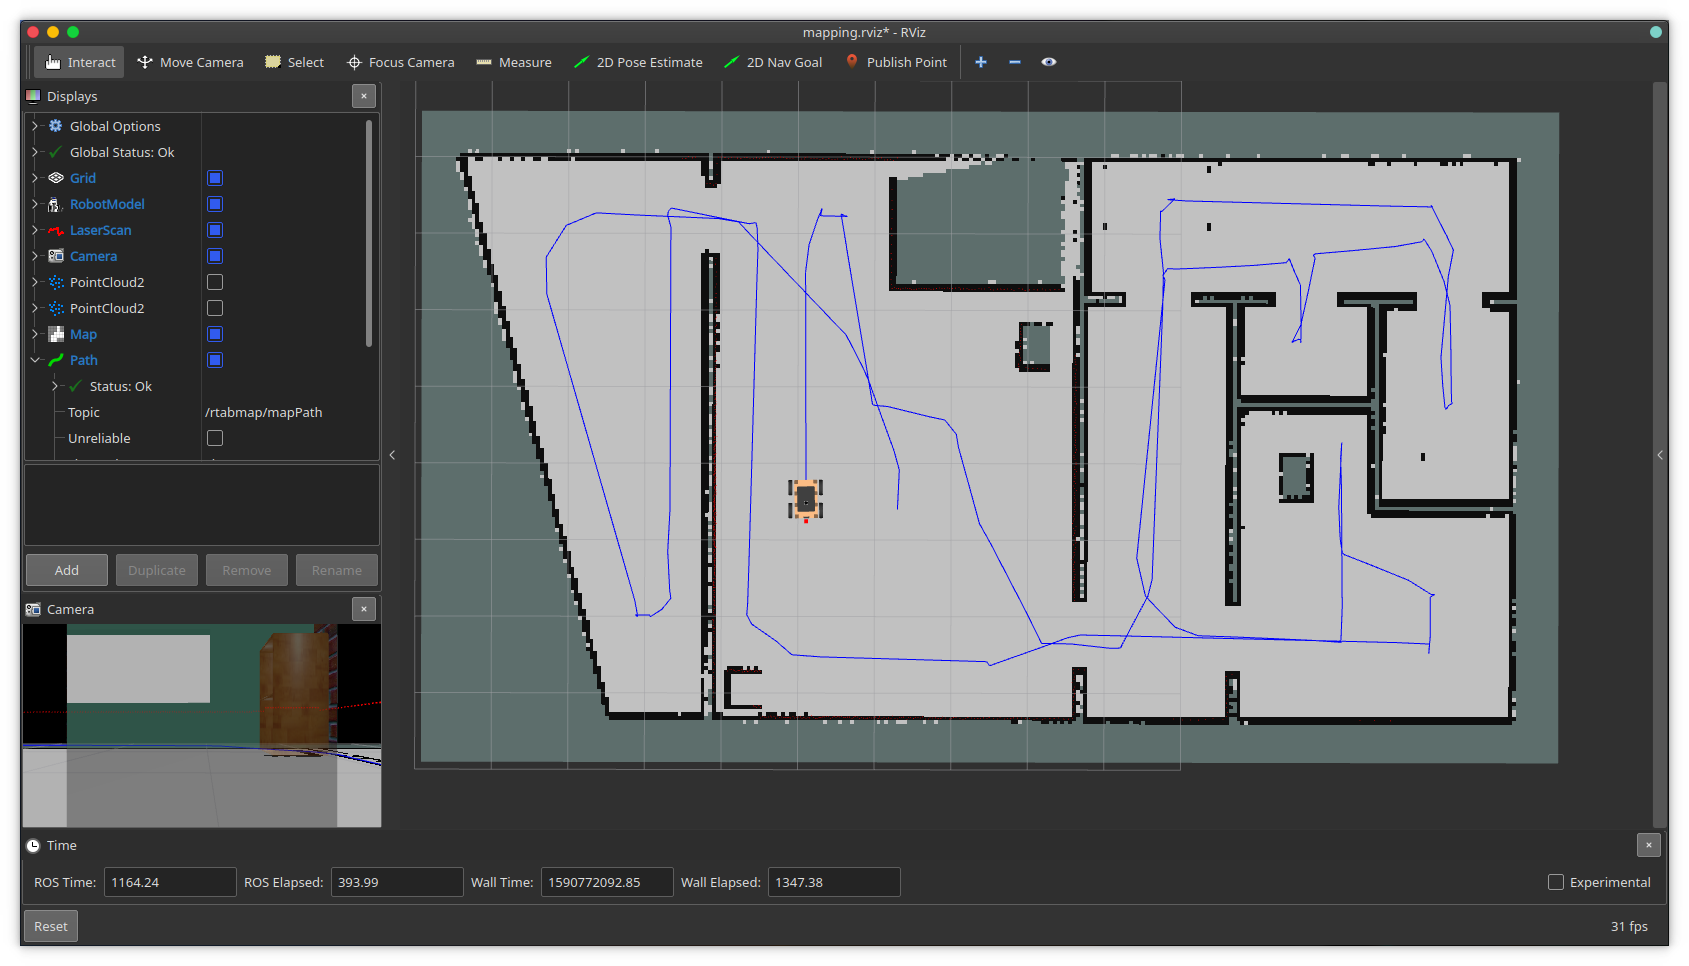 mapping.rviz* - RViz
Interact Move Camera Select Focus Camera Measure 2D Pose Estimate 2D Nav Goal Publish Point
Displays
Global Options
Global Status: Ok
Grid
RobotModel
LaserScan
Camera
PointCloud2
PointCloud2
Map
Path
Status: Ok
Topic /rtabmap/mapPath
Unreliable
Add Duplicate Remove Rename
Camera
Time
ROS Time: 1164.24 ROS Elapsed: 393.99 Wall Time: 1590772092.85 Wall Elapsed: 1347.38 Experimental
Reset 31 fps